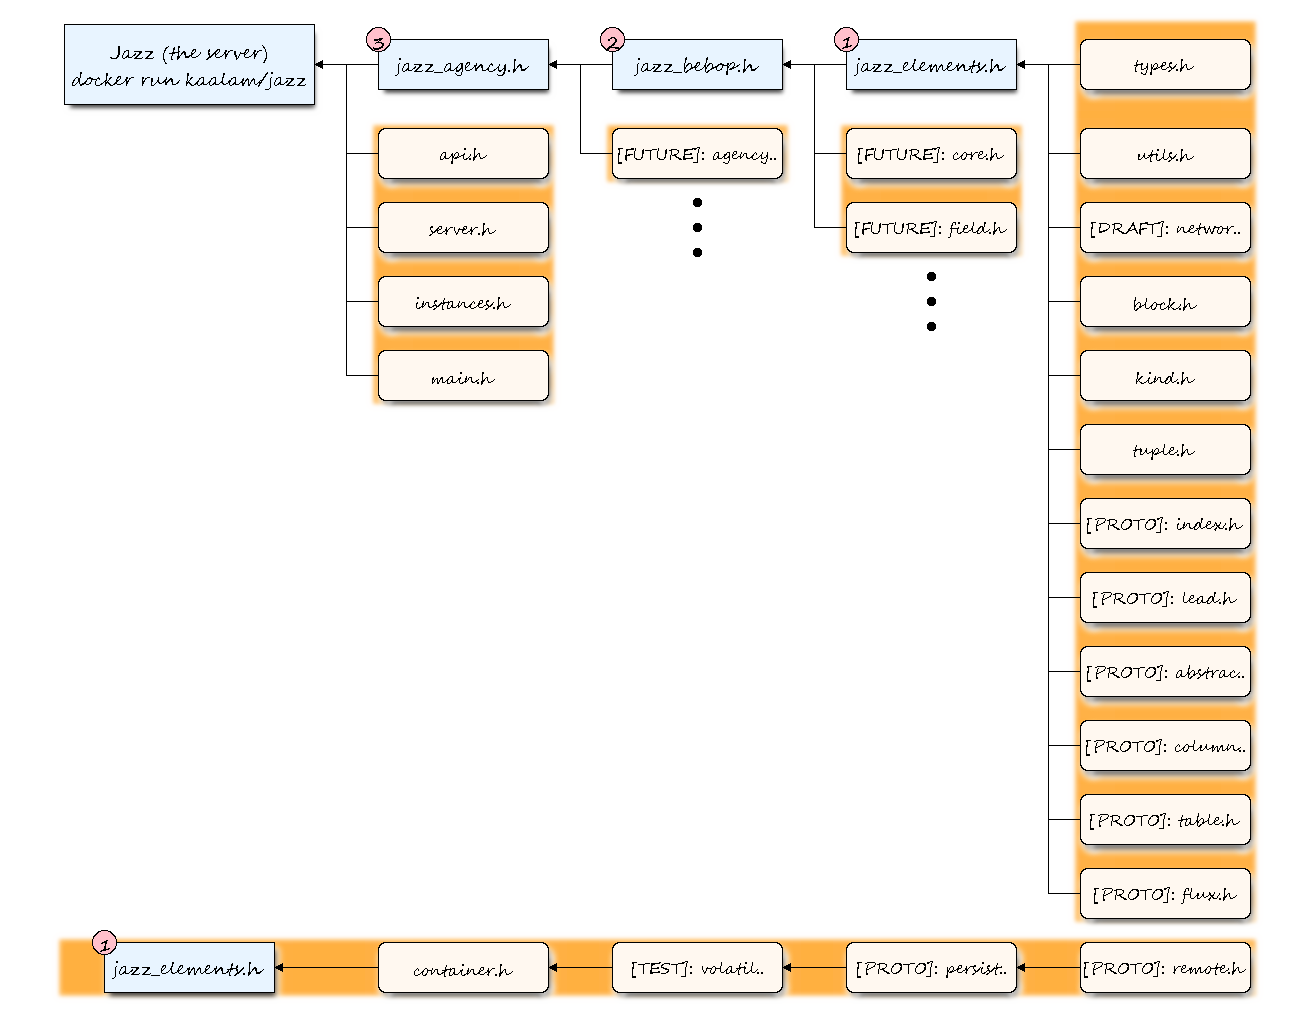 Jazz (the server)
docker run kaalam/jazz
3
jazz_agency.h
2
jazz_bebop.h
1
jazz_elements.h
types.h
api.h
[FUTURE]: agency..
[FUTURE]: core.h
utils.h
server.h
[FUTURE]: field.h
[DRAFT]: networ..
instances.h
block.h
main.h
kind.h
tuple.h
[PROTO]: index.h
[PROTO]: lead.h
[PROTO]: abstrac..
[PROTO]: column..
[PROTO]: table.h
[PROTO]: flux.h
1
jazz_elements.h
container.h
[TEST]: volatil..
[PROTO]: persist..
[PROTO]: remote.h